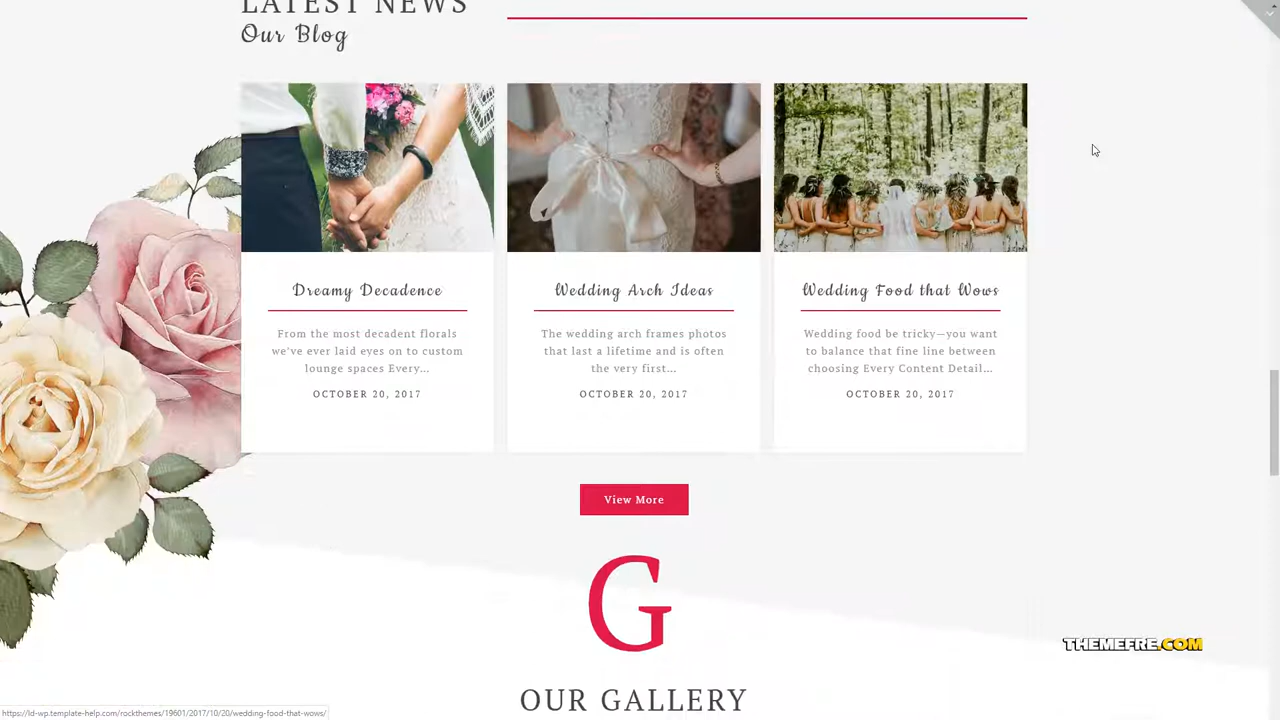 LATEST NEWS
Our Blog
Dreamy Decadence
From the most decadent florals
we've ever laid eyes on to custom
lounge spaces Every...
OCTOBER 20, 2017
Wedding Arch Ideas
The wedding arch frames photos
that last a lifetime and is often
the very first...
OCTOBER 20, 2017
Wedding Food that Wows
Wedding food be tricky—you want
to balance that fine line between
choosing Every Content Detail...
OCTOBER 20, 2017
View More
G
OUR GALLERY
THEMEFRE.COM
https://ld-wp.template-help.com/rockthemes/19601/2017/10/20/wedding-food-that-wows/